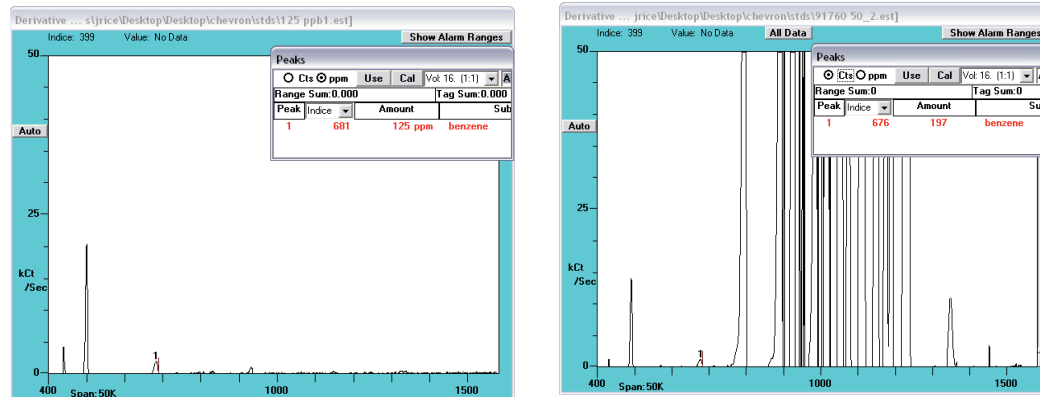 Derivative ... s\jrice\Desktop\Desktop\chevron\stds\125 ppb1.est]
Indice: 399 Value: No Data Show Alarm Ranges
50
Peaks
Cts ppm Use Cal Vol: 16. (1:1) A
Range Sum:0.000 Tag Sum:0.000
Peak Indice Amount Sub
1 681 125 ppm benzene
Auto
25
kCt
/Sec
1
0
400 1000 1500
Span: 50K
Derivative ... jrice\Desktop\Desktop\chevron\stds\91760 50_2.est]
Indice: 399 Value: No Data All Data Show Alarm Ranges
50
Peaks
Cts ppm Use Cal Vol: 16. (1:1)
Range Sum:0 Tag Sum:0
Peak Indice Amount Su
1 676 197 benzene
Auto
25
kCt
/Sec
1
0
400 1000 1500
Span: 50K